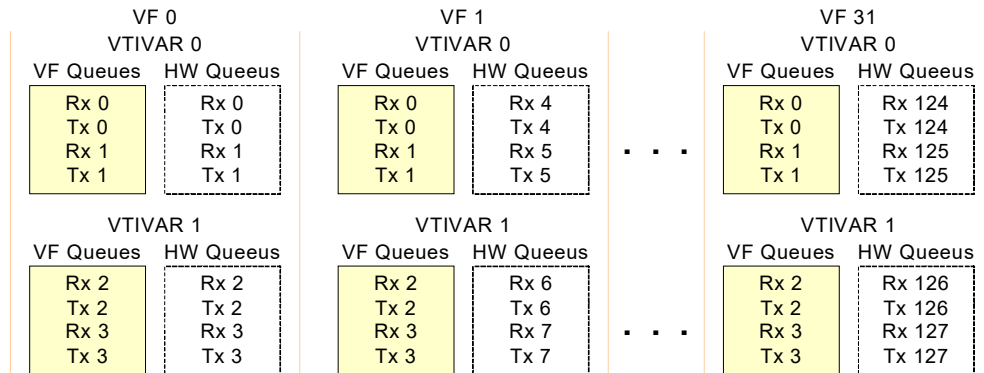 VF 0 VF 1 VF 31
VTIVAR 0 VTIVAR 0 VTIVAR 0
VF Queues HW Queeus VF Queues HW Queeus VF Queues HW Queeus
Rx 0 Rx 0 Rx 0 Rx 4 Rx 0 Rx 124
Tx 0 Tx 0 Tx 0 Tx 4 Tx 0 Tx 124
Rx 1 Rx 1 Rx 1 Rx 5 . . . Rx 1 Rx 125
Tx 1 Tx 1 Tx 1 Tx 5 Tx 1 Tx 125
VTIVAR 1 VTIVAR 1 VTIVAR 1
VF Queues HW Queeus VF Queues HW Queeus VF Queues HW Queeus
Rx 2 Rx 2 Rx 2 Rx 6 Rx 2 Rx 126
Tx 2 Tx 2 Tx 2 Tx 6 Tx 2 Tx 126
Rx 3 Rx 3 Rx 3 Rx 7 . . . Rx 3 Rx 127
Tx 3 Tx 3 Tx 3 Tx 7 Tx 3 Tx 127